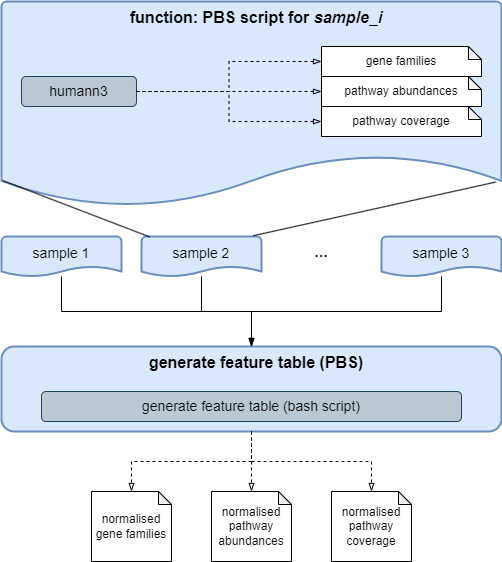 function: PBS script for sample_i
humann3
gene families
pathway abundances
pathway coverage
sample 1
sample 2
...
sample 3
generate feature table (PBS)
generate feature table (bash script)
normalised
gene families
normalised
pathway
abundances
normalised
pathway
coverage